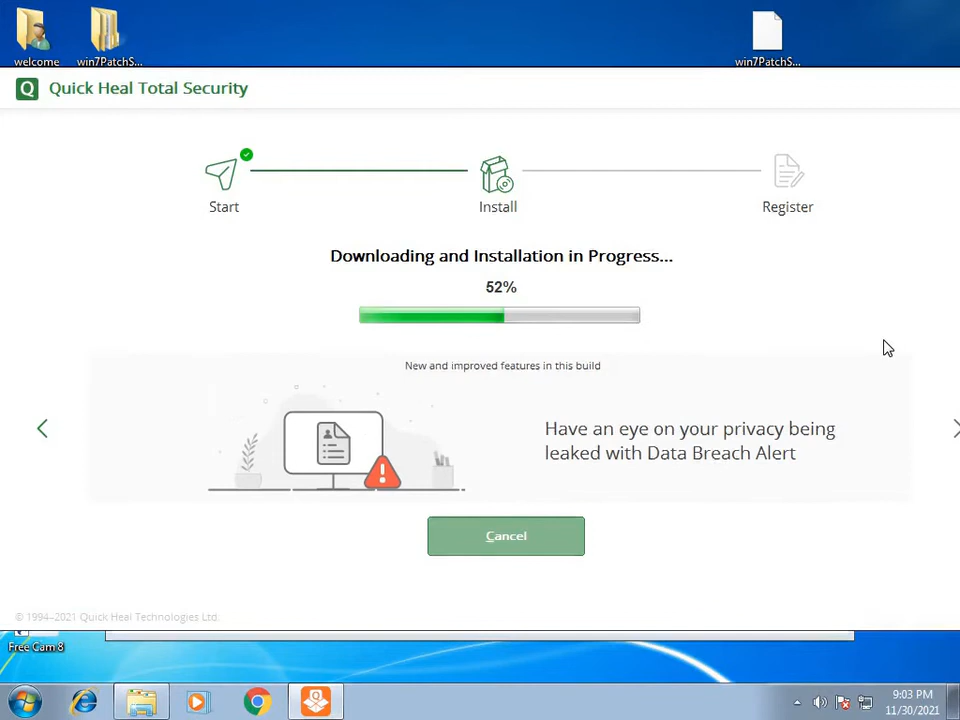 welcome
win7PatchS...
win7PatchS...
Quick Heal Total Security
Start
Install
Register
Downloading and Installation in Progress...
52%
New and improved features in this build
Have an eye on your privacy being
leaked with Data Breach Alert
Cancel
© 1994–2021 Quick Heal Technologies Ltd.
Free Cam 8
9:03 PM
11/30/2021